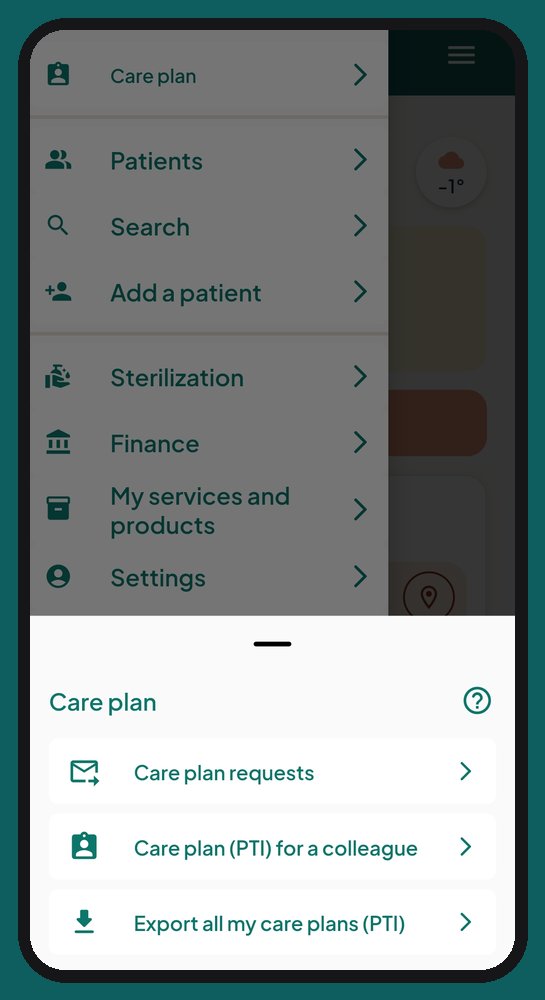 Care plan
-1°
Patients
Search
Add a patient
Sterilization
Finance
My services and
products
Settings
Care plan
Care plan requests
Care plan (PTI) for a colleague
Export all my care plans (PTI)